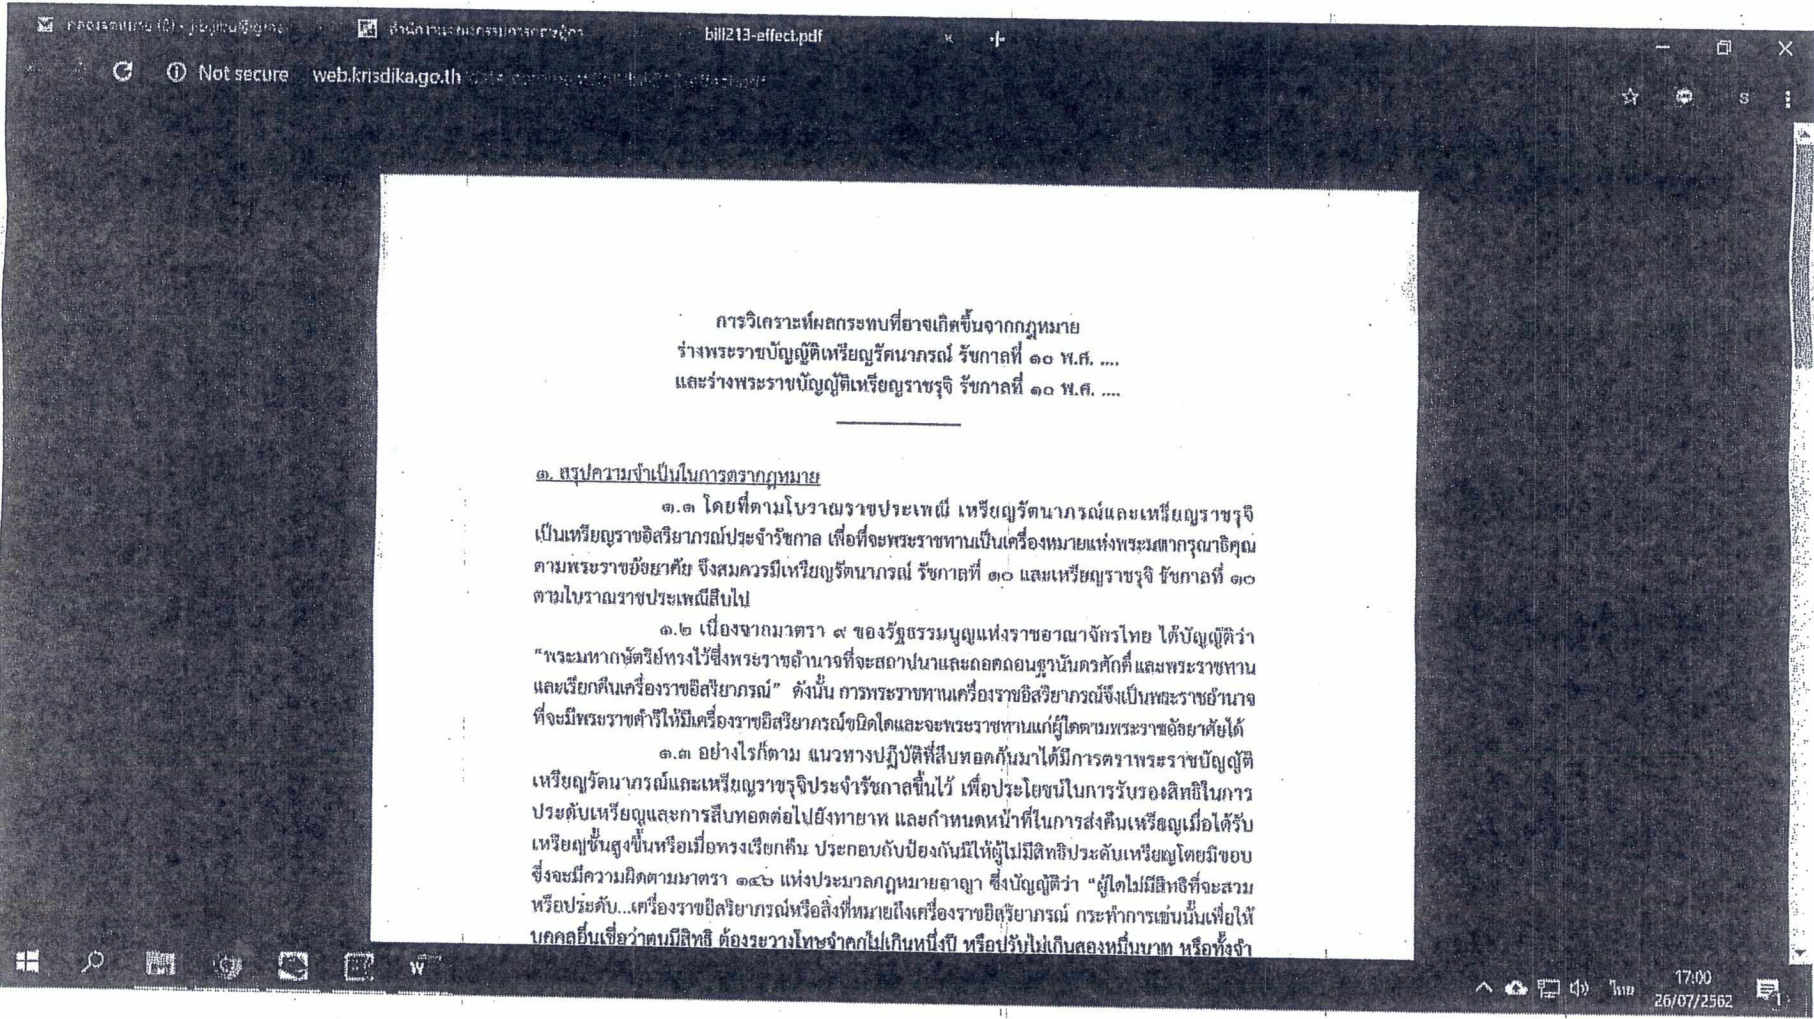 bill213-effect.pdf
Not secure web.krisdika.go.th
การวิเคราะห์ผลกระทบที่อาจเกิดขึ้นจากกฎหมาย
ร่างพระราชบัญญัติเหรียญรัตนาภรณ์ รัชกาลที่ ๑๐ พ.ศ. ....
และร่างพระราชบัญญัติเหรียญราชรุจิ รัชกาลที่ ๑๐ พ.ศ. ....
๑. สรุปความจำเป็นในการตรากฎหมาย
๑.๑ โดยที่ตามโบราณราชประเพณี เหรียญรัตนาภรณ์และเหรียญราชรุจิ
เป็นเหรียญราชอิสริยาภรณ์ประจำรัชกาล เพื่อที่จะพระราชทานเป็นเครื่องหมายแห่งพระมหากรุณาธิคุณ
ตามพระราชอัธยาศัย จึงสมควรมีเหรียญรัตนาภรณ์ รัชกาลที่ ๑๐ และเหรียญราชรุจิ รัชกาลที่ ๑๐
ตามโบราณราชประเพณีสืบไป
๑.๒ เนื่องจากมาตรา ๙ ของรัฐธรรมนูญแห่งราชอาณาจักรไทย ได้บัญญัติว่า
“พระมหากษัตริย์ทรงไว้ซึ่งพระราชอำนาจที่จะสถาปนาและถอดถอนฐานันดรศักดิ์และพระราชทาน
และเรียกคืนเครื่องราชอิสริยาภรณ์” ดังนั้น การพระราชทานเครื่องราชอิสริยาภรณ์จึงเป็นพระราชอำนาจ
ที่จะมีพระราชดำริให้มีเครื่องราชอิสริยาภรณ์ชนิดใดและจะพระราชทานแก่ผู้ใดตามพระราชอัธยาศัยได้
๑.๓ อย่างไรก็ตาม แนวทางปฏิบัติที่สืบทอดกันมาได้มีการตราพระราชบัญญัติ
เหรียญรัตนาภรณ์และเหรียญราชรุจิประจำรัชกาลขึ้นไว้ เพื่อประโยชน์ในการรับรองสิทธิในการ
ประดับเหรียญและการสืบทอดต่อไปยังทายาท และกำหนดหน้าที่ในการส่งคืนเหรียญเมื่อได้รับ
เหรียญชั้นสูงขึ้นหรือเมื่อทรงเรียกคืน ประกอบกับป้องกันมิให้ผู้ไม่มีสิทธิประดับเหรียญโดยมิชอบ
ซึ่งจะมีความผิดตามมาตรา ๑๔๖ แห่งประมวลกฎหมายอาญา ซึ่งบัญญัติว่า “ผู้ใดไม่มีสิทธิที่จะสวม
หรือประดับ...เครื่องราชอิสริยาภรณ์หรือสิ่งที่หมายถึงเครื่องราชอิสริยาภรณ์ กระทำการเช่นนั้นเพื่อให้
บุคคลอื่นเชื่อว่าตนมีสิทธิ ต้องระวางโทษจำคุกไม่เกินหนึ่งปี หรือปรับไม่เกินสองหมื่นบาท หรือทั้งจำ
ไทย
17:00
26/07/2562